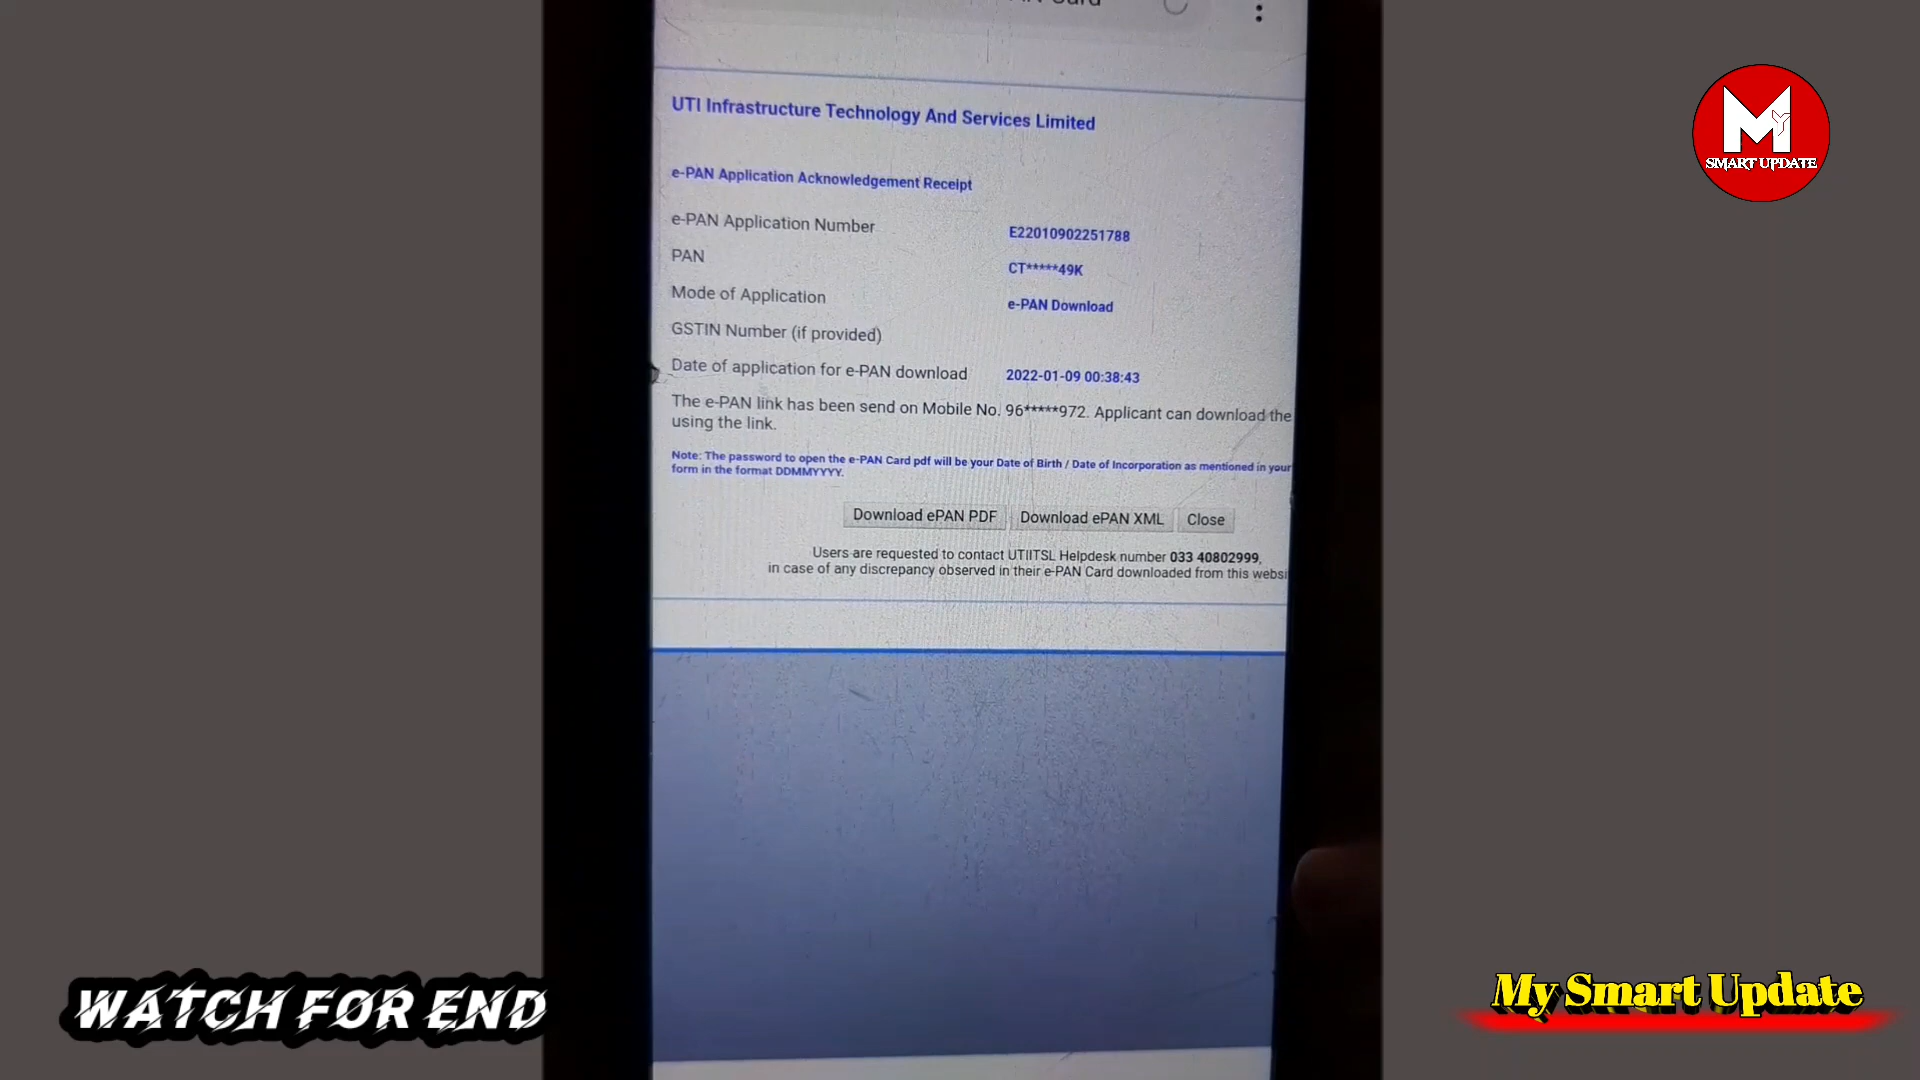 UTI Infrastructure Technology And Services Limited
e-PAN Application Acknowledgement Receipt
e-PAN Application Number E22010902251788
PAN CT*****49K
Mode of Application e-PAN Download
GSTIN Number (if provided)
Date of application for e-PAN download 2022-01-09 00:38:43
The e-PAN link has been send on Mobile No. 96*****972. Applicant can download the
using the link.
Note: The password to open the e-PAN Card pdf will be your Date of Birth / Date of Incorporation as mentioned in your
form in the format DDMMYYYY.
Download ePAN PDF Download ePAN XML Close
Users are requested to contact UTIITSL Helpdesk number 033 40802999,
in case of any discrepancy observed in their e-PAN Card downloaded from this websi
MY
SMART UPDATE
WATCH FOR END
My Smart Update